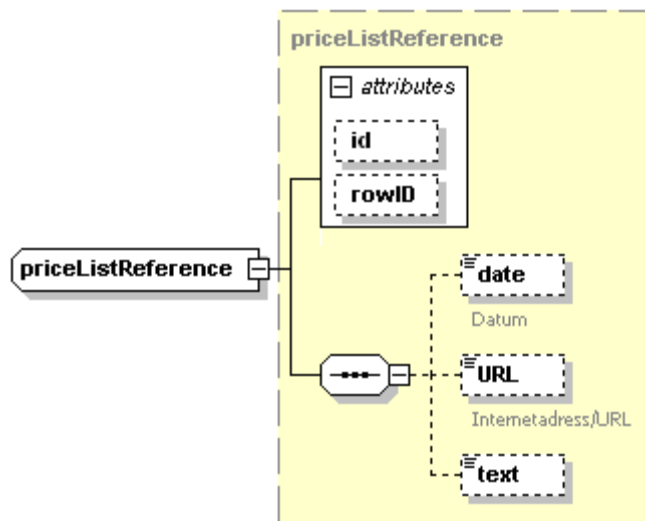 priceListReference
attributes
id
rowID
priceListReference
date
Datum
URL
Internetadress/URL
text